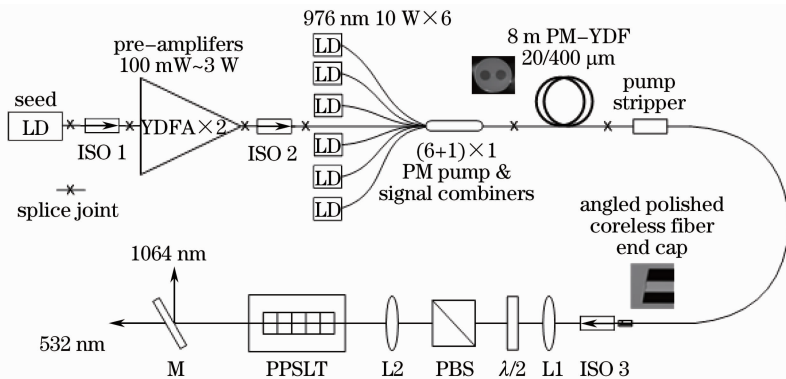 976 nm 10 W×6
pre-amplifers
100 mW~3 W
8 m PM-YDF
20/400 μm
pump
stripper
seed
LD
YDFA×2
ISO 1
ISO 2
LD
LD
LD
LD
LD
LD
(6+1)×1
PM pump &
signal combiners
splice joint
angled polished
coreless fiber
end cap
1064 nm
532 nm
M
PPSLT
L2
PBS
λ/2
L1
ISO 3